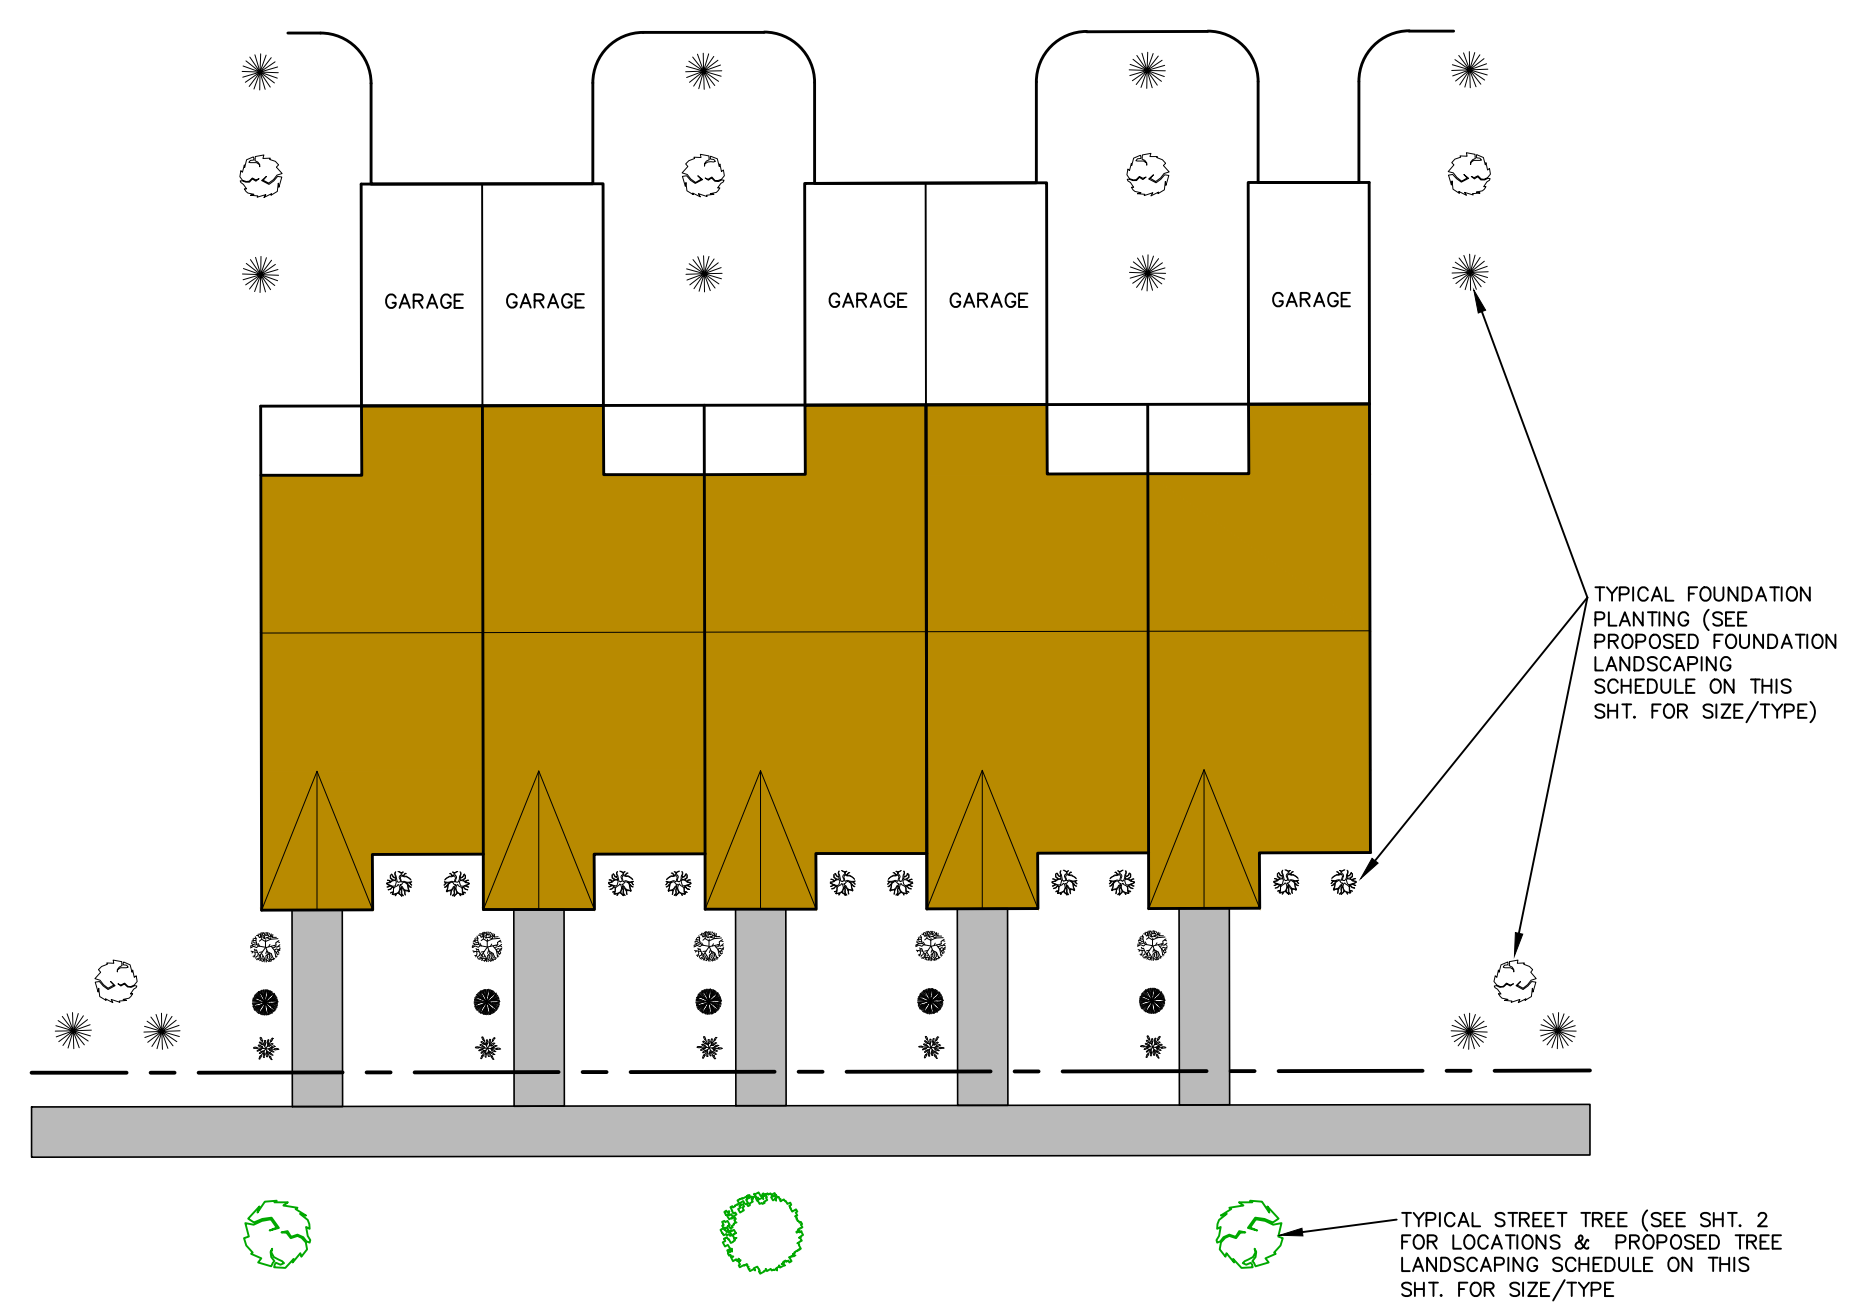 GARAGE GARAGE GARAGE GARAGE GARAGE
TYPICAL FOUNDATION
PLANTING (SEE
PROPOSED FOUNDATION
LANDSCAPING
SCHEDULE ON THIS
SHT. FOR SIZE/TYPE)
TYPICAL STREET TREE (SEE SHT. 2
FOR LOCATIONS & PROPOSED TREE
LANDSCAPING SCHEDULE ON THIS
SHT. FOR SIZE/TYPE